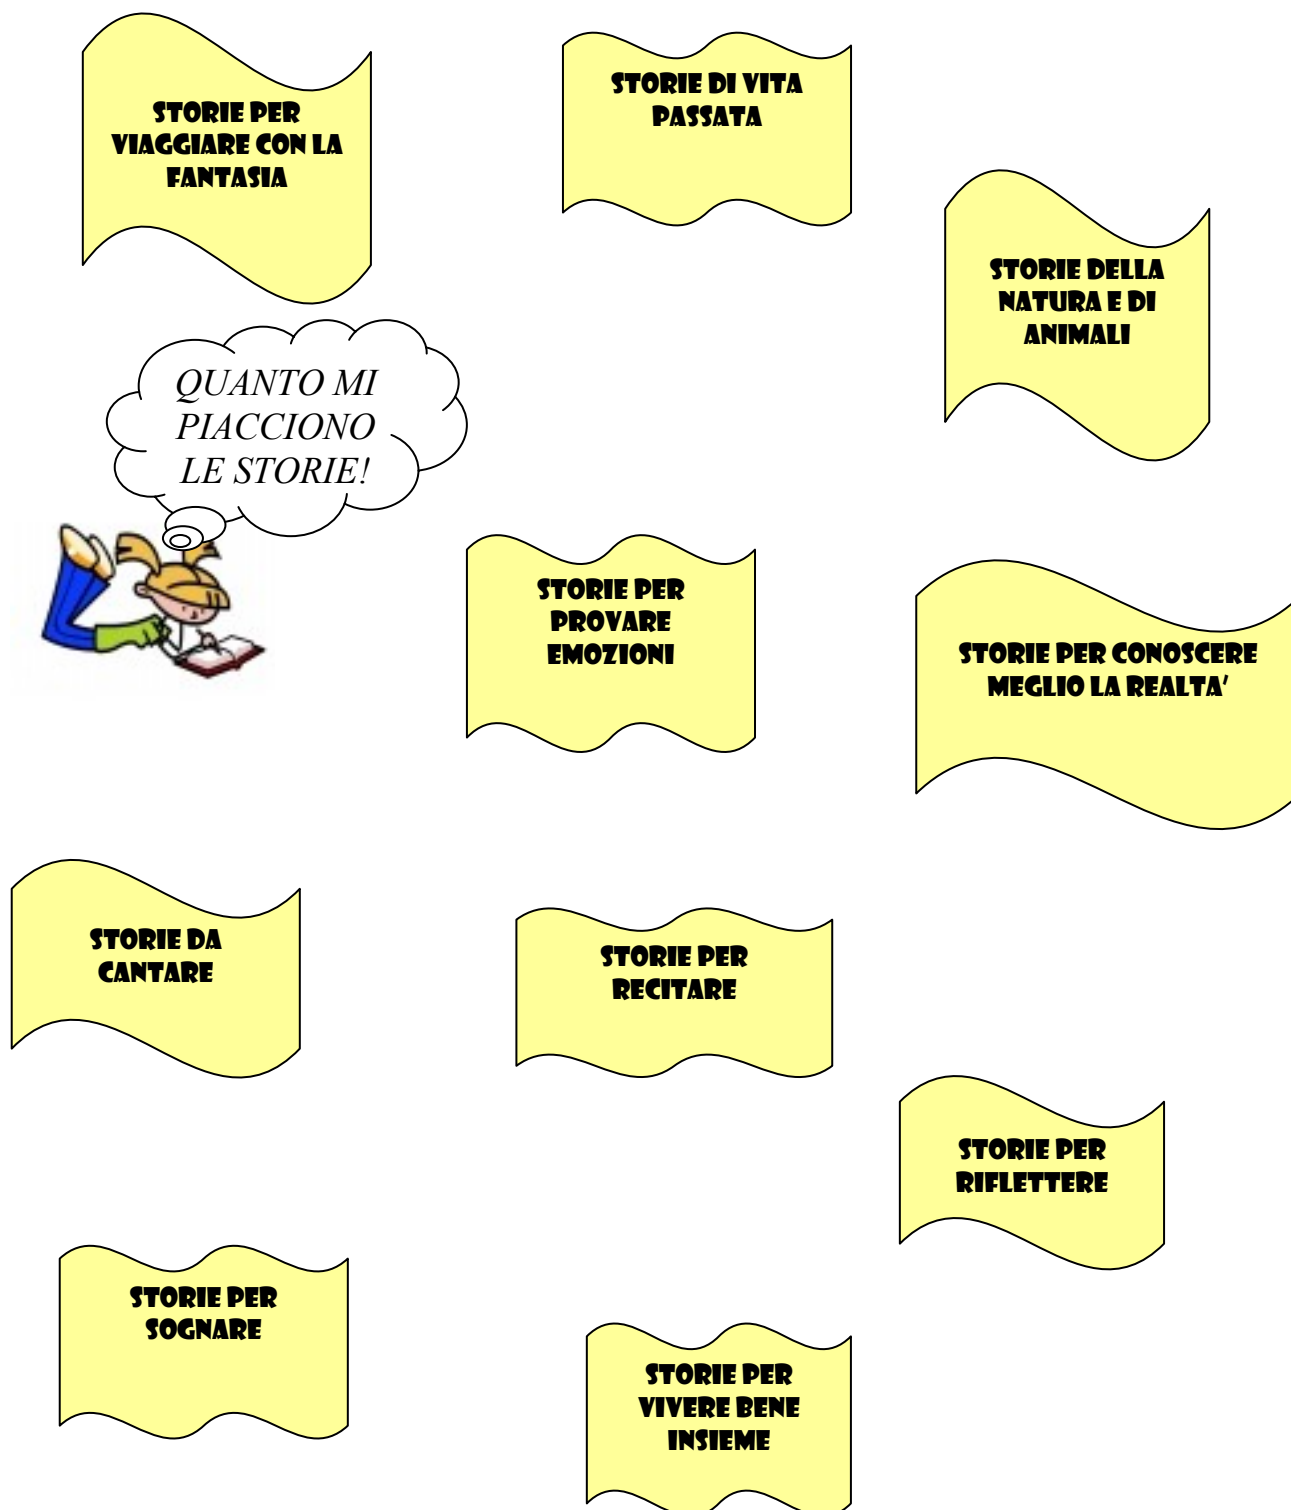 STORIE PER
VIAGGIARE CON LA
FANTASIA
STORIE DI VITA
PASSATA
STORIE DELLA
NATURA E DI
ANIMALI
QUANTO MI
PIACCIONO
LE STORIE!
STORIE PER
PROVARE
EMOZIONI
STORIE PER CONOSCERE
MEGLIO LA REALTA'
STORIE DA
CANTARE
STORIE PER
RECITARE
STORIE PER
RIFLETTERE
STORIE PER
SOGNARE
STORIE PER
VIVERE BENE
INSIEME